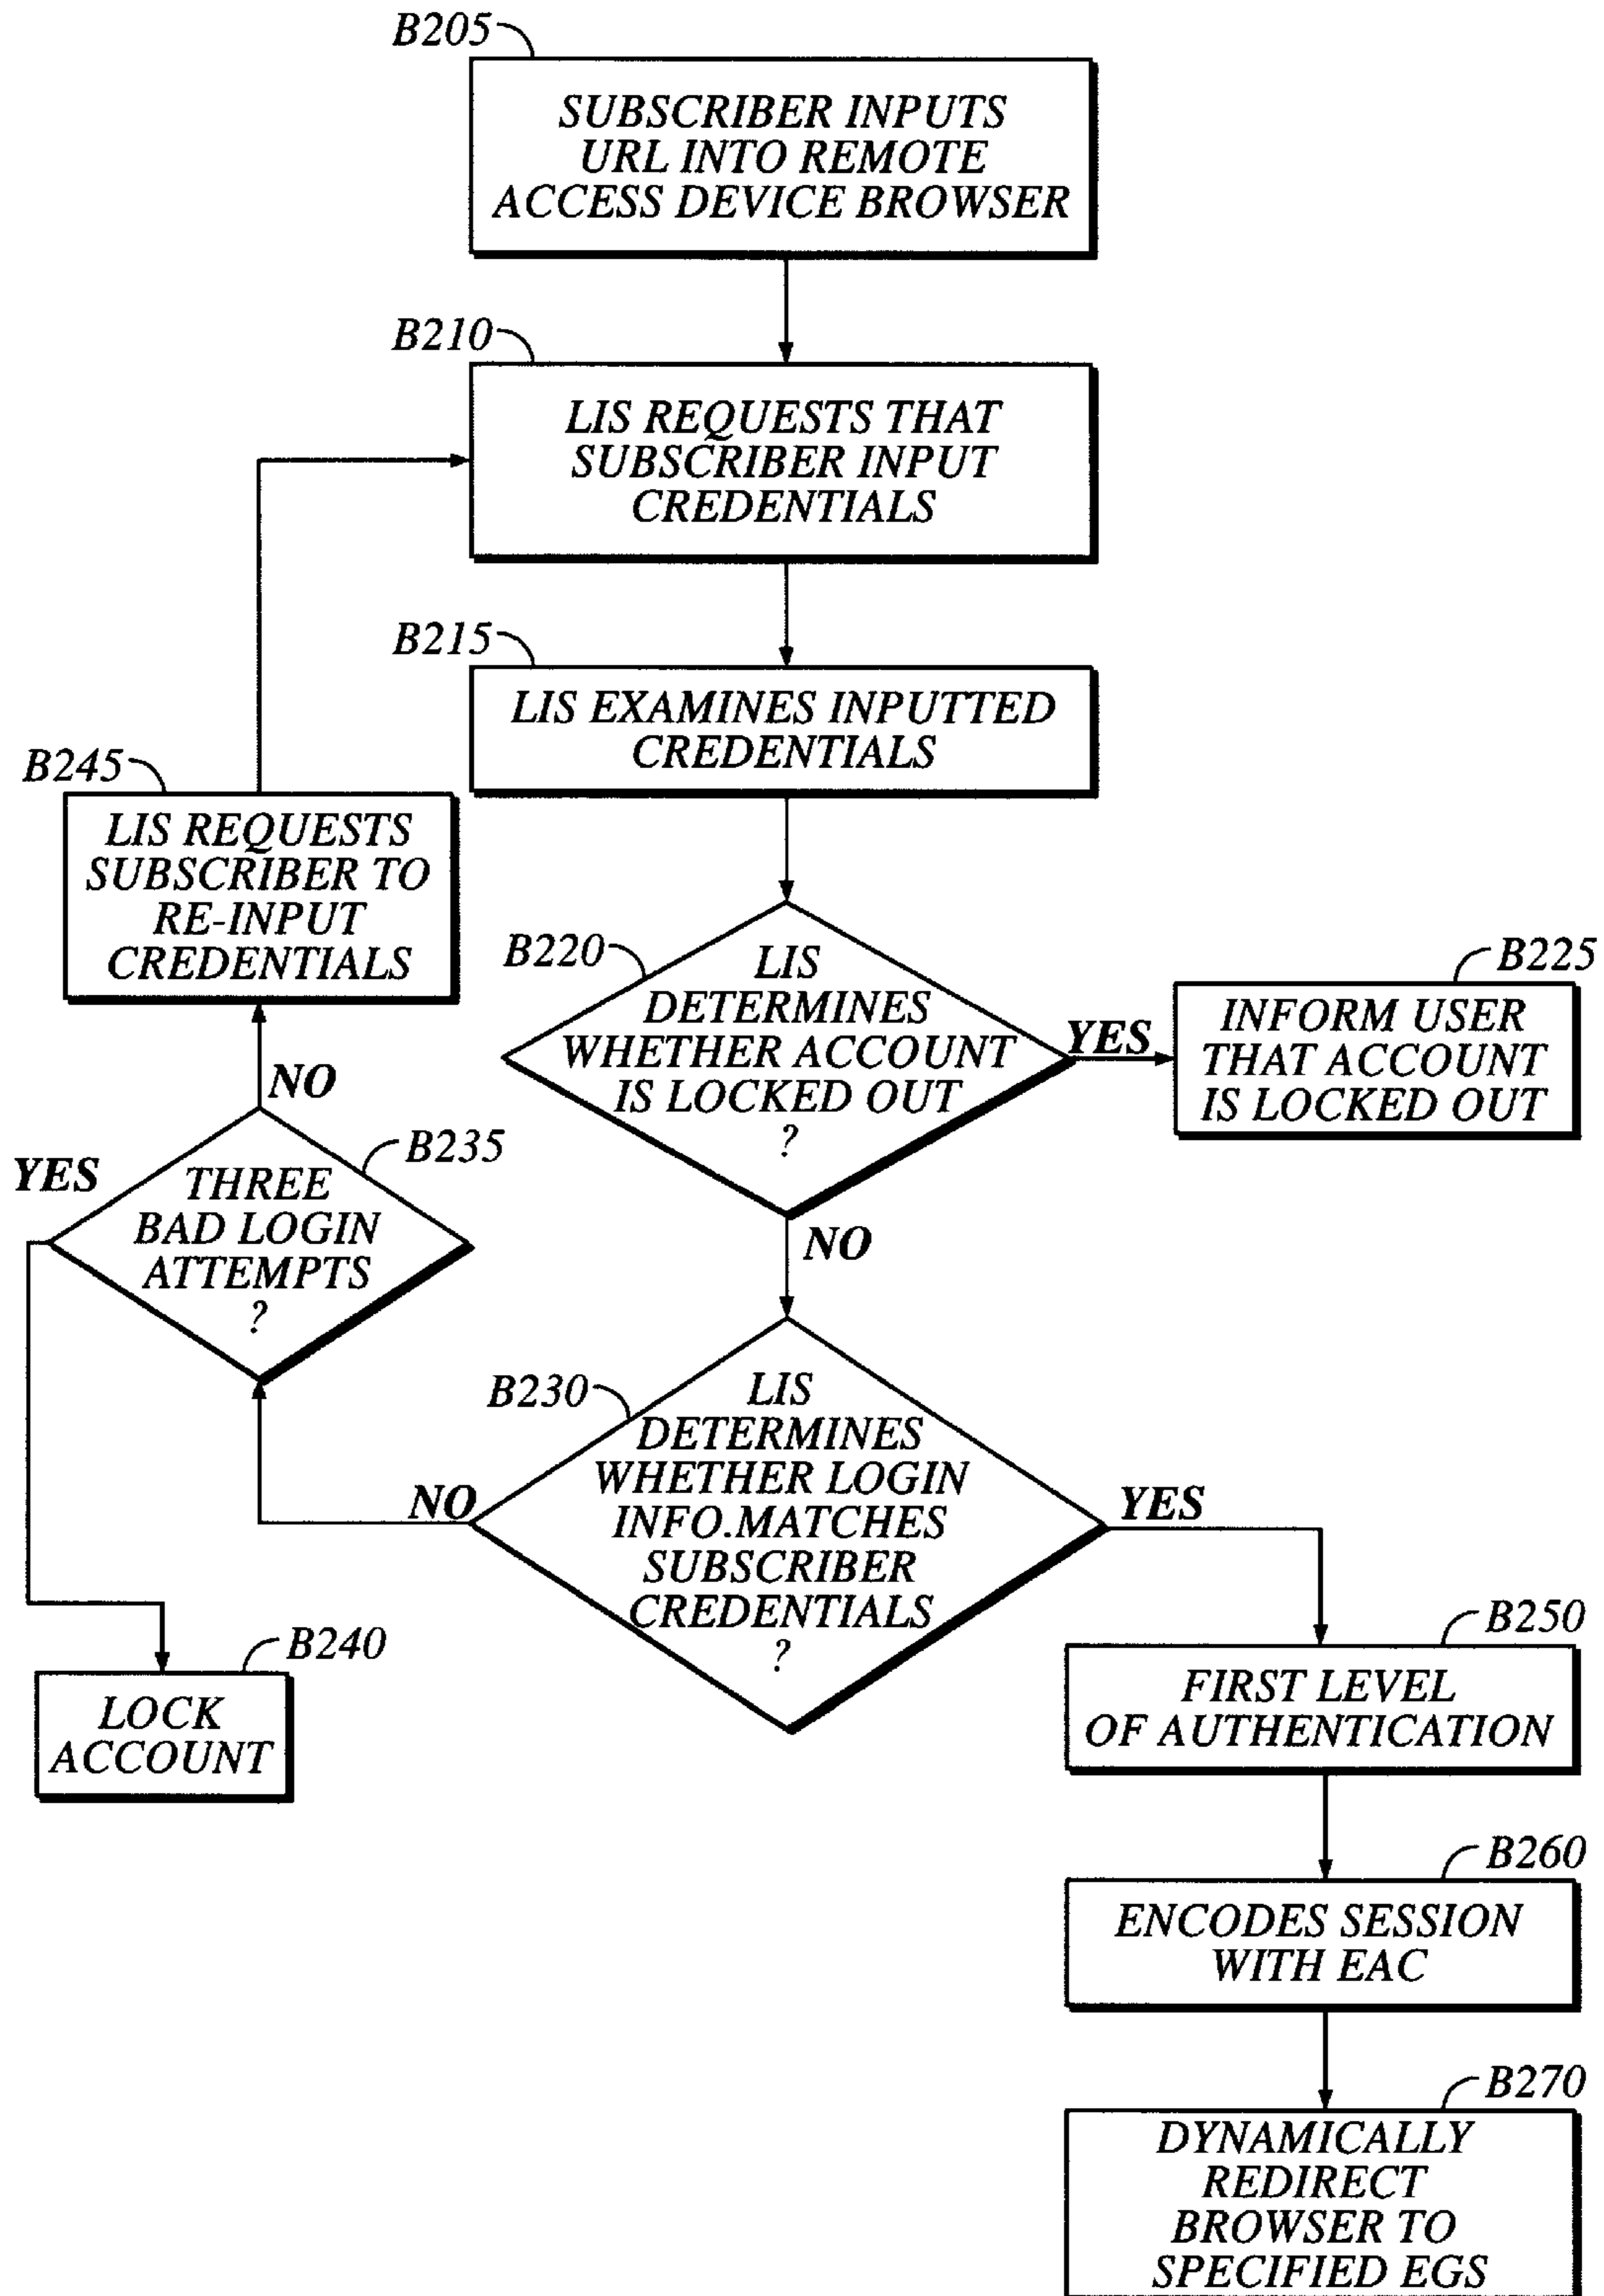 B205
SUBSCRIBER INPUTS
URL INTO REMOTE
ACCESS DEVICE BROWSER
B210
LIS REQUESTS THAT
SUBSCRIBER INPUT
CREDENTIALS
B215
LIS EXAMINES INPUTTED
CREDENTIALS
B245
LIS REQUESTS
SUBSCRIBER TO
RE-INPUT
CREDENTIALS
B220
LIS
DETERMINES
WHETHER ACCOUNT
IS LOCKED OUT
?
YES
B225
INFORM USER
THAT ACCOUNT
IS LOCKED OUT
NO
B235
YES
THREE
BAD LOGIN
ATTEMPTS
?
NO
B230
LIS
DETERMINES
WHETHER LOGIN
INFO.MATCHES
SUBSCRIBER
CREDENTIALS
?
NO
YES
B240
LOCK
ACCOUNT
B250
FIRST LEVEL
OF AUTHENTICATION
B260
ENCODES SESSION
WITH EAC
B270
DYNAMICALLY
REDIRECT
BROWSER TO
SPECIFIED EGS